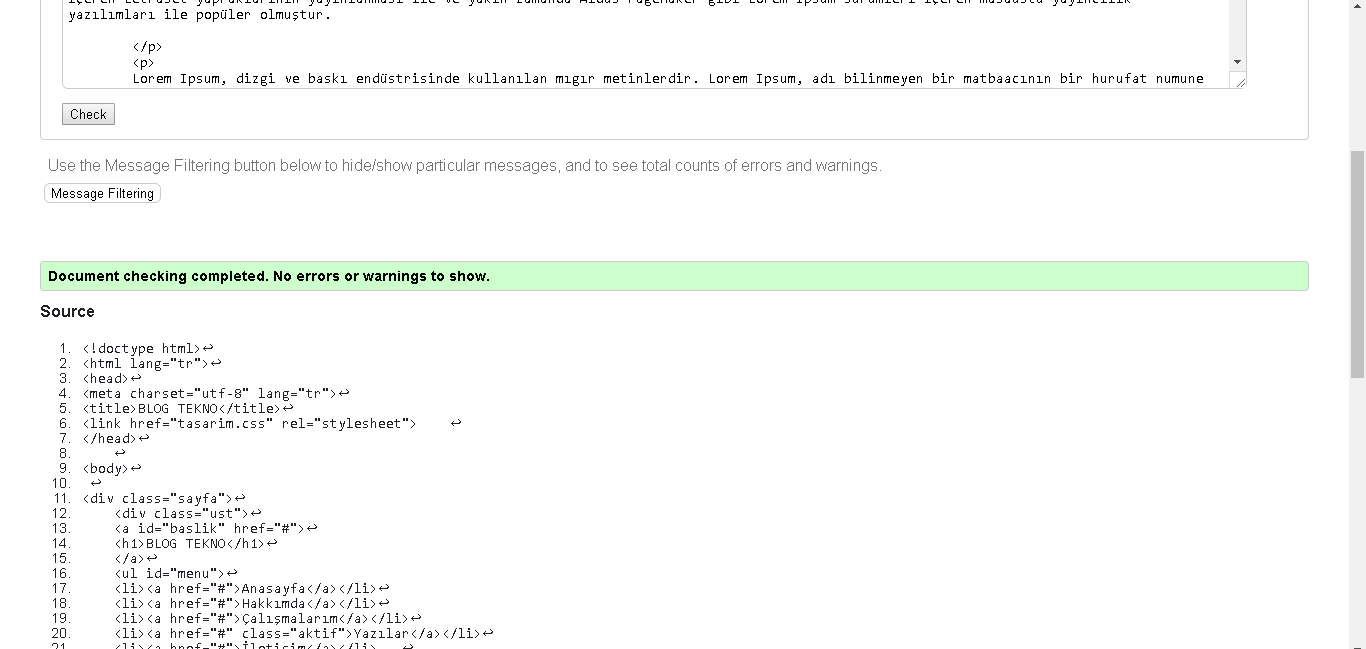 içeren Letraset yapraklarının yayınlanması ile ve yakın zamanda Aldus PageMaker gibi Lorem Ipsum sürümleri içeren masaüstü yayıncılık
yazılımları ile popüler olmuştur.
</p>
<p>
Lorem Ipsum, dizgi ve baskı endüstrisinde kullanılan mıgır metinlerdir. Lorem Ipsum, adı bilinmeyen bir matbaacının bir hurufat numune
Check
Use the Message Filtering button below to hide/show particular messages, and to see total counts of errors and warnings.
Message Filtering
Document checking completed. No errors or warnings to show.
Source
1. <!doctype html>↩
2. <html lang="tr">↩
3. <head>↩
4. <meta charset="utf-8" lang="tr">↩
5. <title>BLOG TEKNO</title>↩
6. <link href="tasarim.css" rel="stylesheet">    ↩
7. </head>↩
8.     ↩
9. <body>↩
10.  ↩
11. <div class="sayfa">↩
12.     <div class="ust">↩
13.     <a id="baslik" href="#">↩
14.     <h1>BLOG TEKNO</h1>↩
15.     </a>↩
16.     <ul id="menu">↩
17.     <li><a href="#">Anasayfa</a></li>↩
18.     <li><a href="#">Hakkımda</a></li>↩
19.     <li><a href="#">Çalışmalarım</a></li>↩
20.     <li><a href="#" class="aktif">Yazılar</a></li>↩
21.     <li><a href="#">İletişim</a></li>   ↩